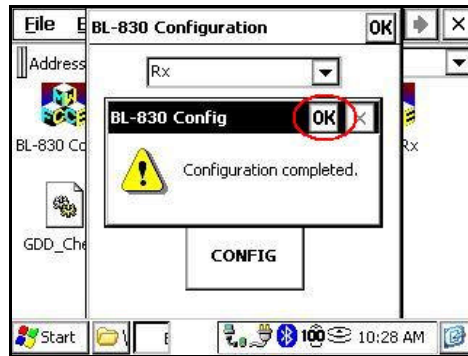 File E
BL-830 Configuration OK
Address
Rx
BL-830 Config OK
BL-830 Co
Rx
Configuration completed.
GDD_Che
CONFIG
Start
100 10:28 AM